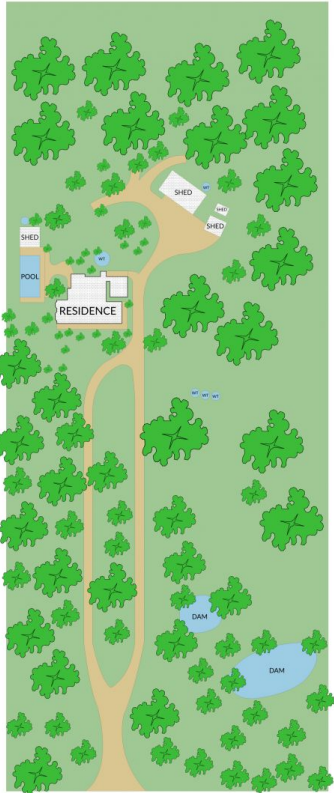 SHED
WT
SHED
SHED
SHED
WT
POOL
RESIDENCE
WT WT WT
DAM
DAM